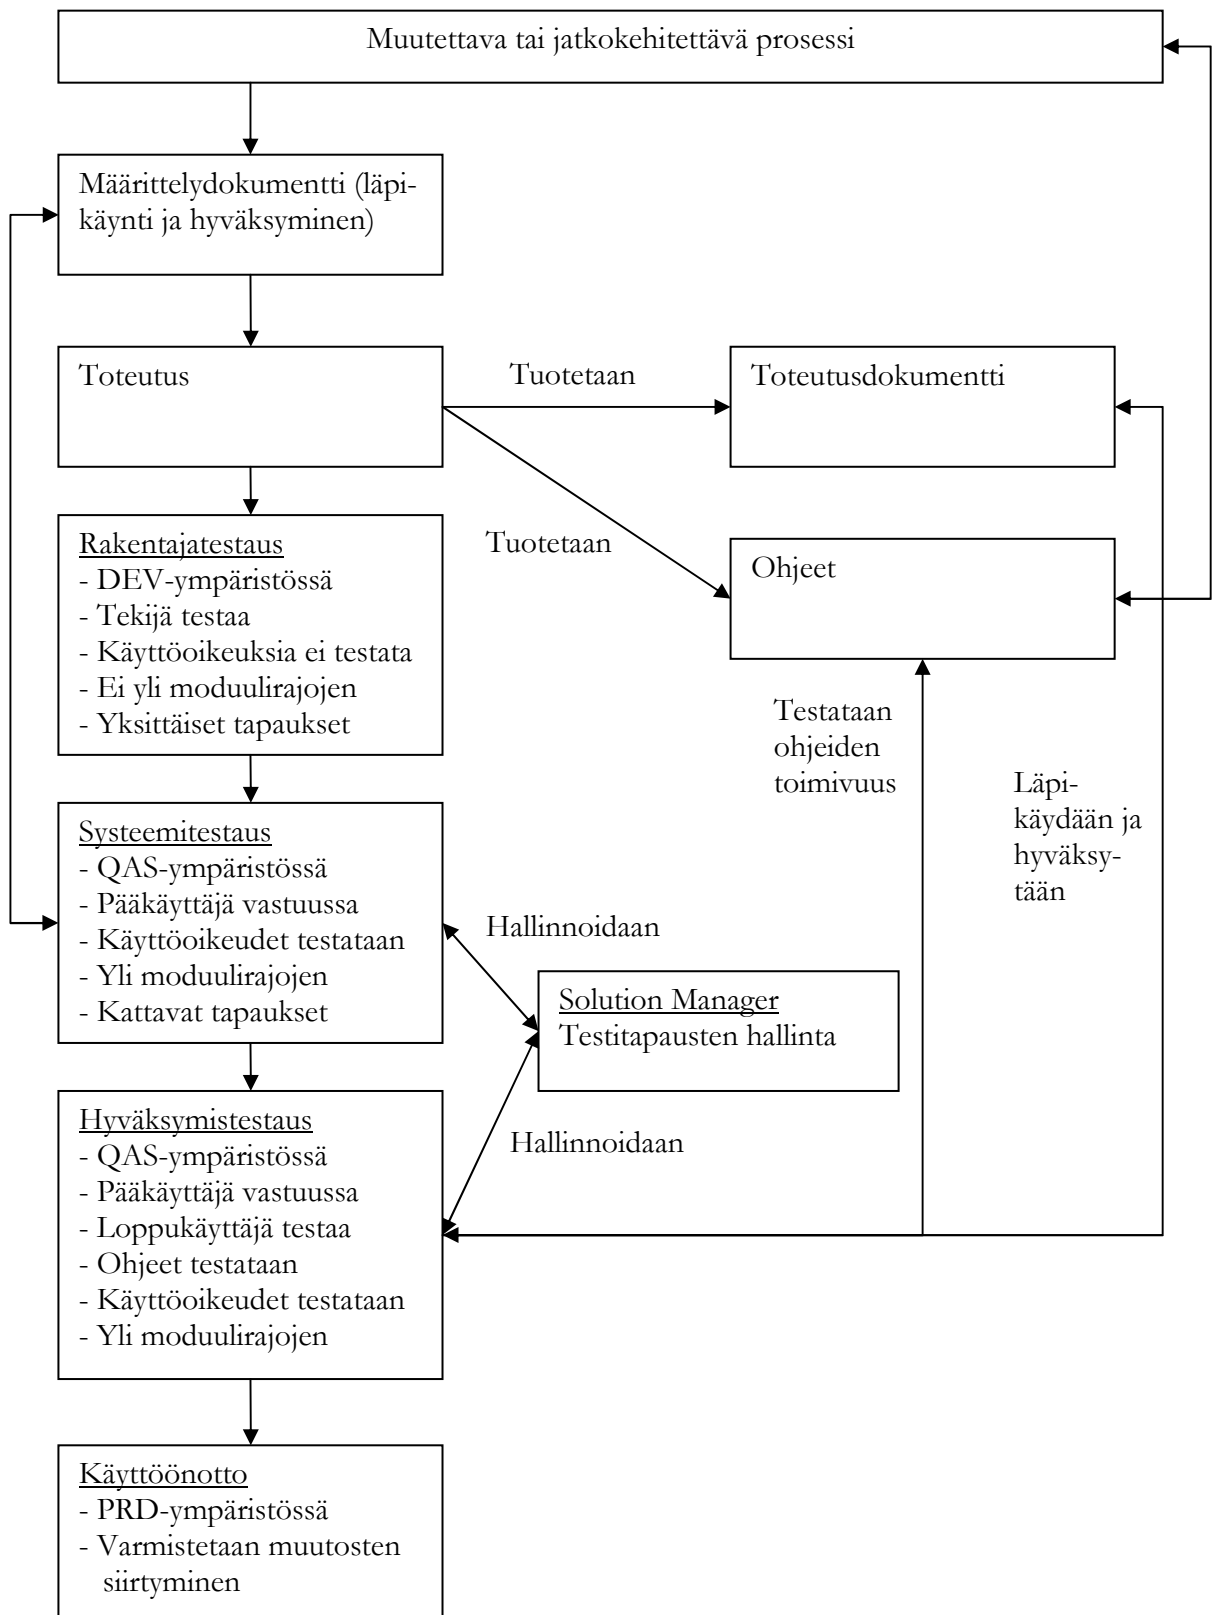 Muutettava tai jatkokehitettävä prosessi
Määrittelydokumentti (läpi-
käynti ja hyväksyminen)
Toteutus
Tuotetaan
Toteutusdokumentti
Tuotetaan
Ohjeet
Rakentajatestaus
- DEV-ympäristössä
- Tekijä testaa
- Käyttöoikeuksia ei testata
- Ei yli moduulirajojen
- Yksittäiset tapaukset
Testataan
ohjeiden
toimivuus
Läpi-
käydään ja
hyväksy-
tään
Systeemitestaus
- QAS-ympäristössä
- Pääkäyttäjä vastuussa
- Käyttöoikeudet testataan
- Yli moduulirajojen
- Kattavat tapaukset
Hallinnoidaan
Solution Manager
Testitapausten hallinta
Hallinnoidaan
Hyväksymistestaus
- QAS-ympäristössä
- Pääkäyttäjä vastuussa
- Loppukäyttäjä testaa
- Ohjeet testataan
- Käyttöoikeudet testataan
- Yli moduulirajojen
Käyttöönotto
- PRD-ympäristössä
- Varmistetaan muutosten
siirtyminen